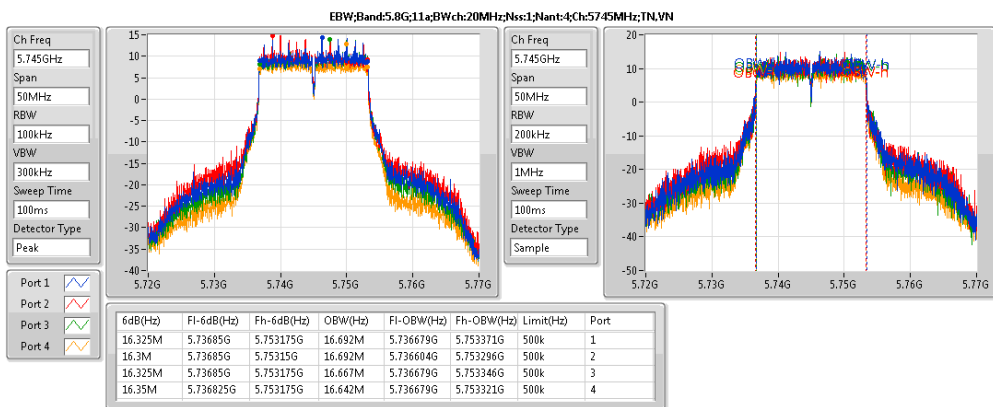 EBW;Band:5.8G;11a;BWch:20MHz;Nss:1;Nant:4;Ch:5745MHz;TN,VN
Ch Freq
5.745GHz
Span
50MHz
RBW
100kHz
VBW
300kHz
Sweep Time
100ms
Detector Type
Peak
15
10
5
0
-5
-10
-15
-20
-25
-30
-35
-40
5.72G 5.73G 5.74G 5.75G 5.76G 5.77G
Ch Freq
5.745GHz
Span
50MHz
RBW
200kHz
VBW
1MHz
Sweep Time
100ms
Detector Type
Sample
20
10
0
-10
-20
-30
-40
-50
5.72G 5.73G 5.74G 5.75G 5.76G 5.77G
Port 1
Port 2
Port 3
Port 4
6dB(Hz) Fl-6dB(Hz) Fh-6dB(Hz) OBW(Hz) Fl-OBW(Hz) Fh-OBW(Hz) Limit(Hz) Port
16.325M 5.73685G 5.753175G 16.692M 5.736679G 5.753371G 500k 1
16.3M 5.73685G 5.75315G 16.692M 5.736604G 5.753296G 500k 2
16.325M 5.73685G 5.753175G 16.667M 5.736679G 5.753346G 500k 3
16.35M 5.736825G 5.753175G 16.642M 5.736679G 5.753321G 500k 4